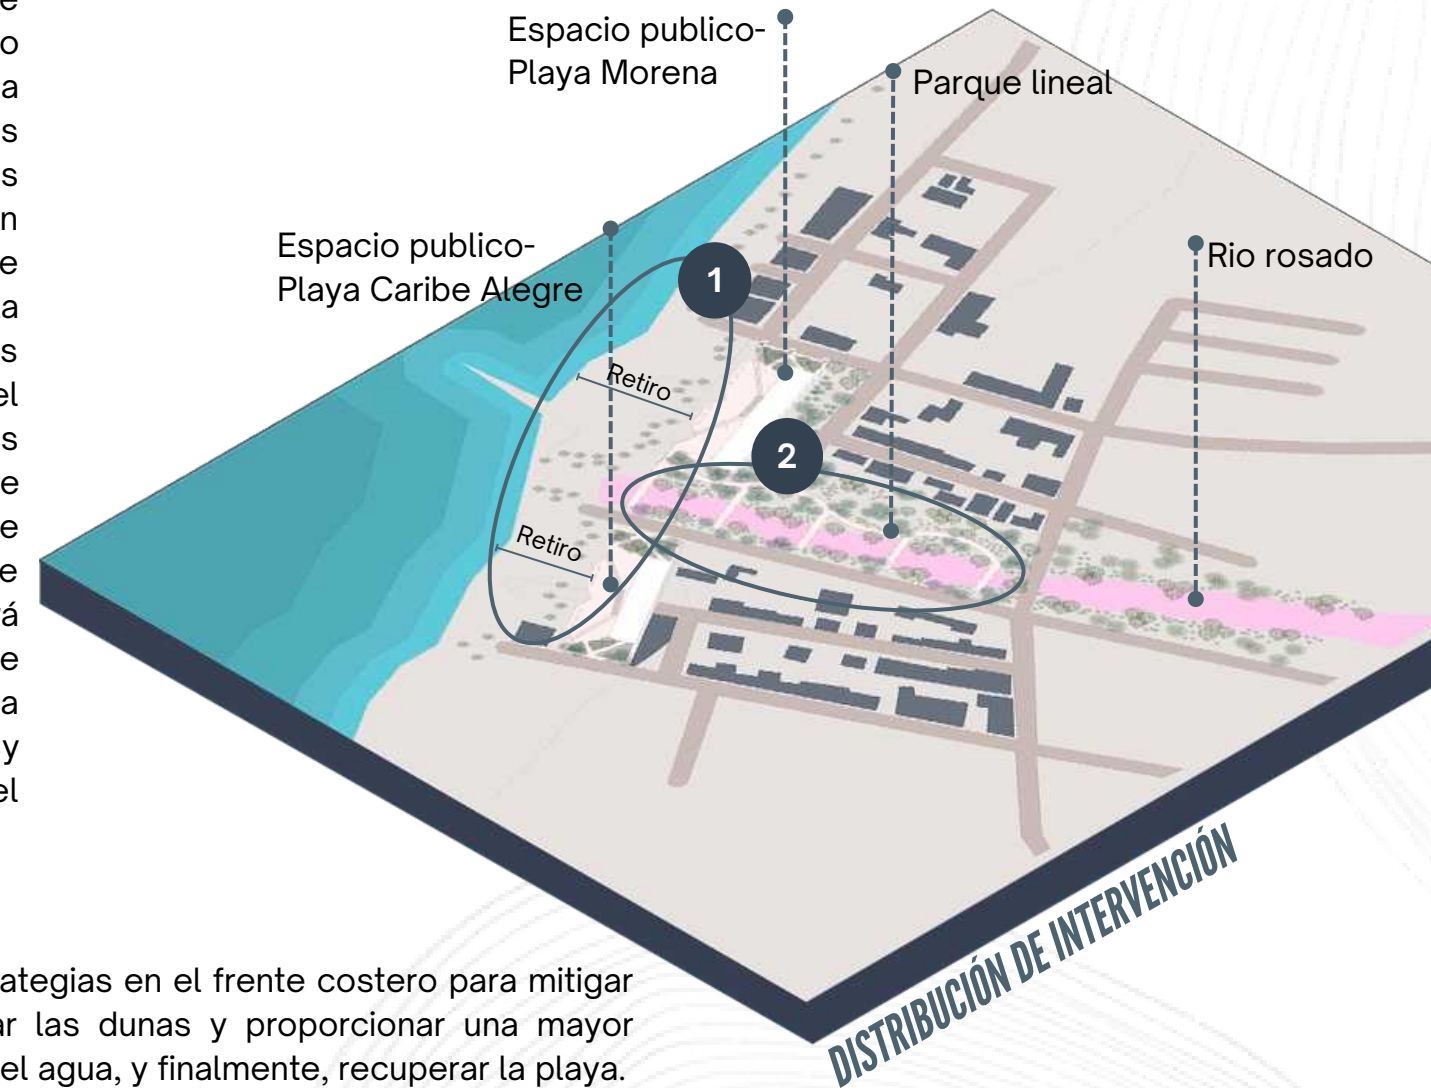 Espacio publico-
Playa Morena
Parque lineal
Espacio publico-
Playa Caribe Alegre
1
Rio rosado
Retiro
2
Retiro
DISTRIBUCIÓN DE INTERVENCIÓN
e
o
a
s
s
n
e
a
s
el
s
e
e
e
á
e
a
y
el
ategias en el frente costero para mitigar
ar las dunas y proporcionar una mayor
el agua, y finalmente, recuperar la playa.